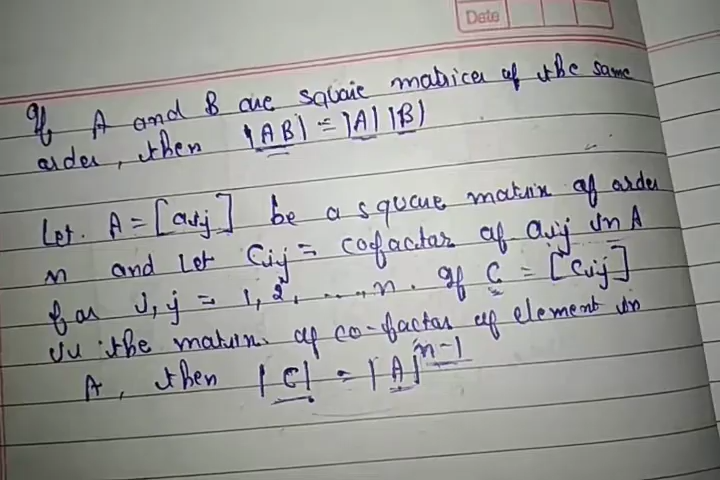 Date
If A and B are square matrices of the same
order, then |AB| = |A| |B|
Let. A = [aij] be a square matrix of order
n and let Cij = cofactor of aij in A
for i, j = 1, 2, ...., n. If C = [Cij]
is the matrix of co-factor of element in
A, then |C| = |A|^n-1